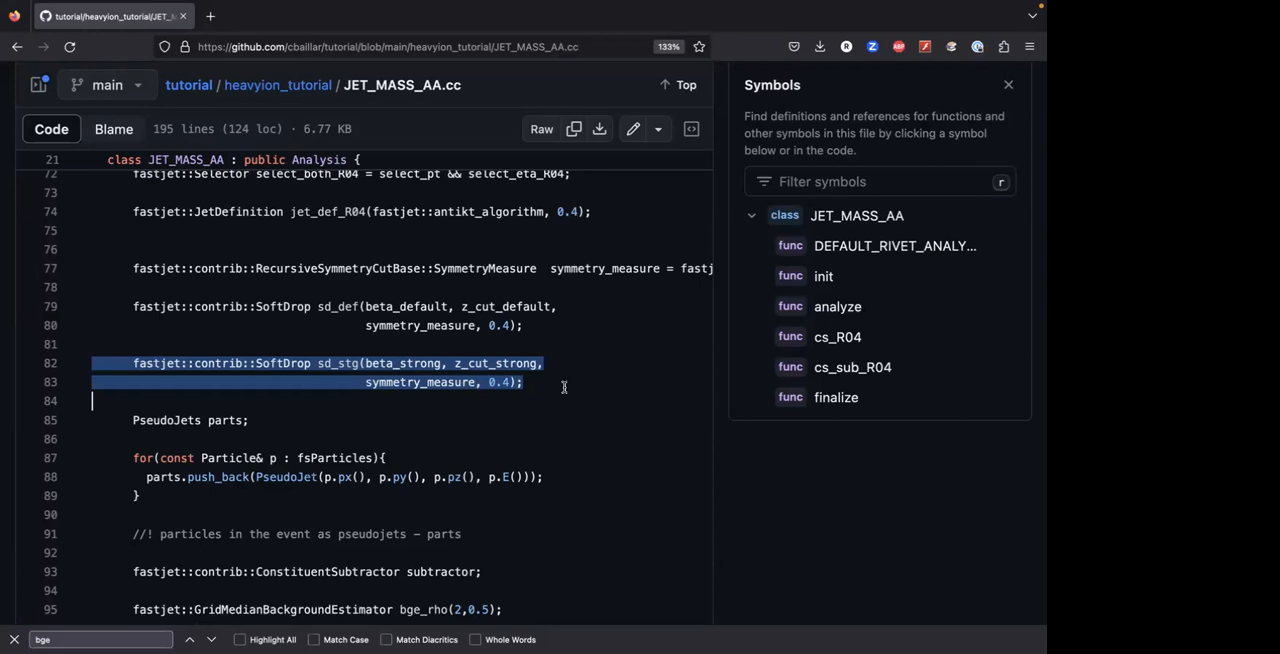 tutorial/heavyion_tutorial/JET_M
https://github.com/cbaillar/tutorial/blob/main/heavyion_tutorial/JET_MASS_AA.cc
133%
main
tutorial / heavyion_tutorial / JET_MASS_AA.cc
Top
Code
Blame
195 lines (124 loc) · 6.77 KB
Raw
21 class JET_MASS_AA : public Analysis {
72 fastjet::Selector select_both_R04 = select_pt && select_eta_R04;
73
74 fastjet::JetDefinition jet_def_R04(fastjet::antikt_algorithm, 0.4);
75
76
77 fastjet::contrib::RecursiveSymmetryCutBase::SymmetryMeasure symmetry_measure = fastj
78
79 fastjet::contrib::SoftDrop sd_def(beta_default, z_cut_default,
80 symmetry_measure, 0.4);
81
82 fastjet::contrib::SoftDrop sd_stg(beta_strong, z_cut_strong,
83 symmetry_measure, 0.4);
84
85 PseudoJets parts;
86
87 for(const Particle& p : fsParticles){
88 parts.push_back(PseudoJet(p.px(), p.py(), p.pz(), p.E()));
89 }
90
91 //! particles in the event as pseudojets - parts
92
93 fastjet::contrib::ConstituentSubtractor subtractor;
94
95 fastjet::GridMedianBackgroundEstimator bge_rho(2,0.5);
Symbols
Find definitions and references for functions and
other symbols in this file by clicking a symbol
below or in the code.
Filter symbols
r
class JET_MASS_AA
func DEFAULT_RIVET_ANALY...
func init
func analyze
func cs_R04
func cs_sub_R04
func finalize
bge
Highlight All
Match Case
Match Diacritics
Whole Words